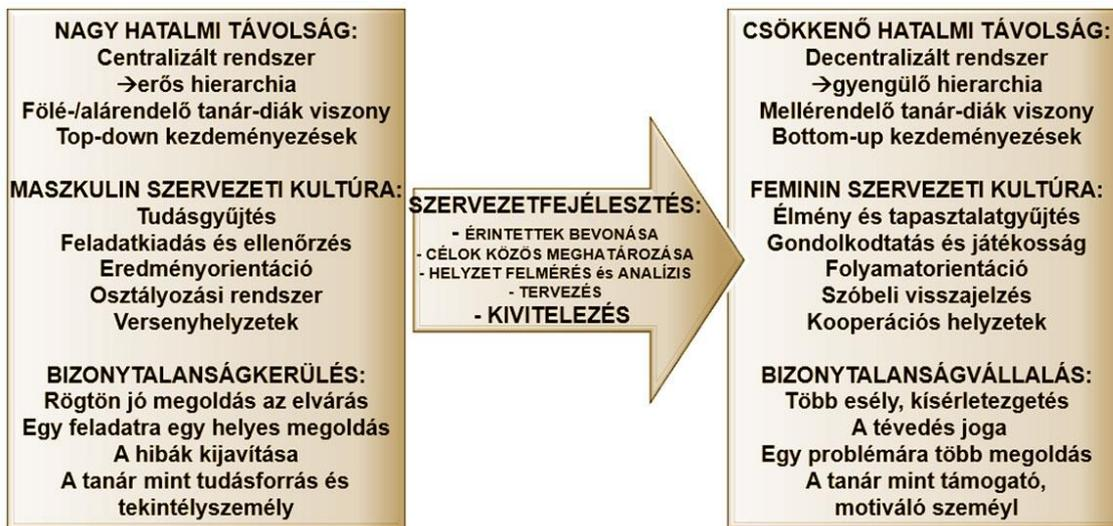 NAGY HATALMI TÁVOLSÁG:
Centralizált rendszer
→erős hierarchia
Fölé-/alárendelő tanár-diák viszony
Top-down kezdeményezések
MASZKULIN SZERVEZETI KULTÚRA:
Tudásgyűjtés
Feladatkiadás és ellenőrzés
Eredményorientáció
Osztályozási rendszer
Versenyhelyzetek
BIZONYTALANSÁGKERÜLÉS:
Rögtön jó megoldás az elvárás
Egy feladatra egy helyes megoldás
A hibák kijavítása
A tanár mint tudásforrás és
tekintélyszemély
SZERVEZETFEJÉLESZTÉS:
- ÉRINTETTEK BEVONÁSA
- CÉLOK KÖZÖS MEGHATÁROZÁSA
- HELYZET FELMÉRÉS és ANALÍZIS
- TERVEZÉS
- KIVITELEZÉS
CSÖKKENŐ HATALMI TÁVOLSÁG:
Decentralizált rendszer
→gyengülő hierarchia
Mellérendelő tanár-diák viszony
Bottom-up kezdeményezések
FEMININ SZERVEZETI KULTÚRA:
Élmény és tapasztalatgyűjtés
Gondolkodtatás és játékosság
Folyamatorientáció
Szóbeli visszajelzés
Kooperációs helyzetek
BIZONYTALANSÁGVÁLLALÁS:
Több esély, kísérletezgetés
A tévedés joga
Egy problémára több megoldás
A tanár mint támogató,
motiváló szeméyl